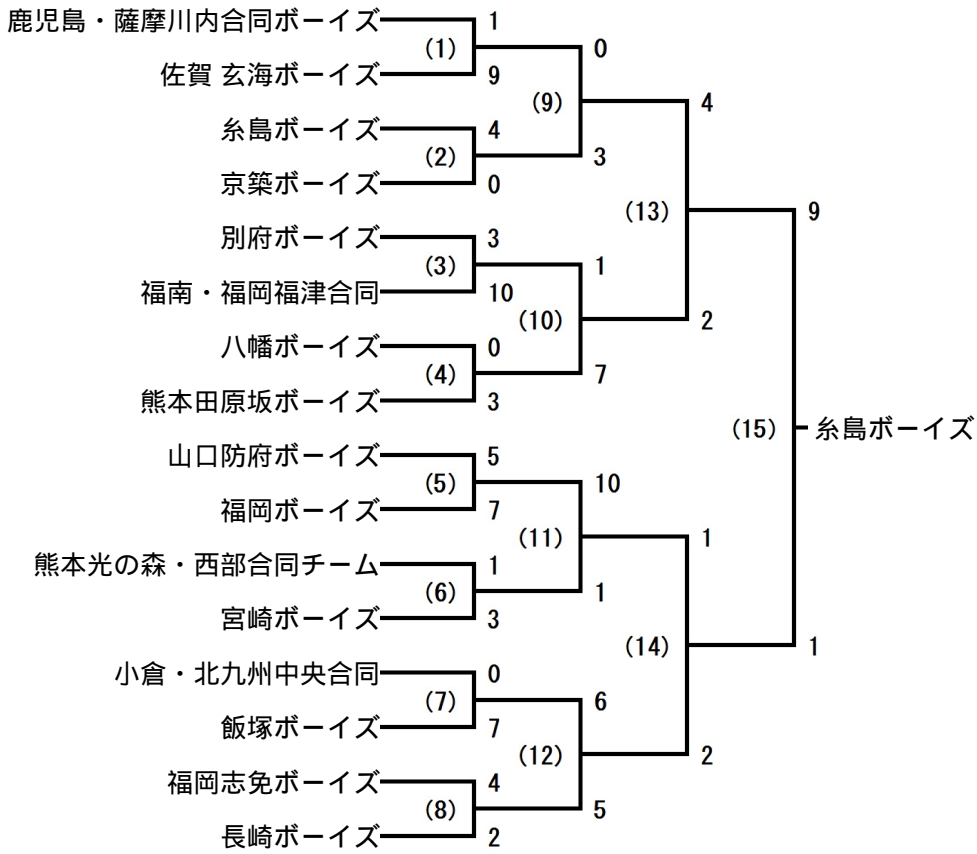 鹿児島・薩摩川内合同ボーイズ 1
(1) 0
佐賀 玄海ボーイズ 9
(9) 4
糸島ボーイズ 4
(2) 3
京築ボーイズ 0
(13) 9
別府ボーイズ 3
(3) 1
福南・福岡福津合同 10
(10) 2
八幡ボーイズ 0
(4) 7
熊本田原坂ボーイズ 3
(15) 糸島ボーイズ
山口防府ボーイズ 5
(5) 10
福岡ボーイズ 7
(11) 1
熊本光の森・西部合同チーム 1
(6) 1
宮崎ボーイズ 3
(14) 1
小倉・北九州中央合同 0
(7) 6
飯塚ボーイズ 7
(12) 2
福岡志免ボーイズ 4
(8) 5
長崎ボーイズ 2